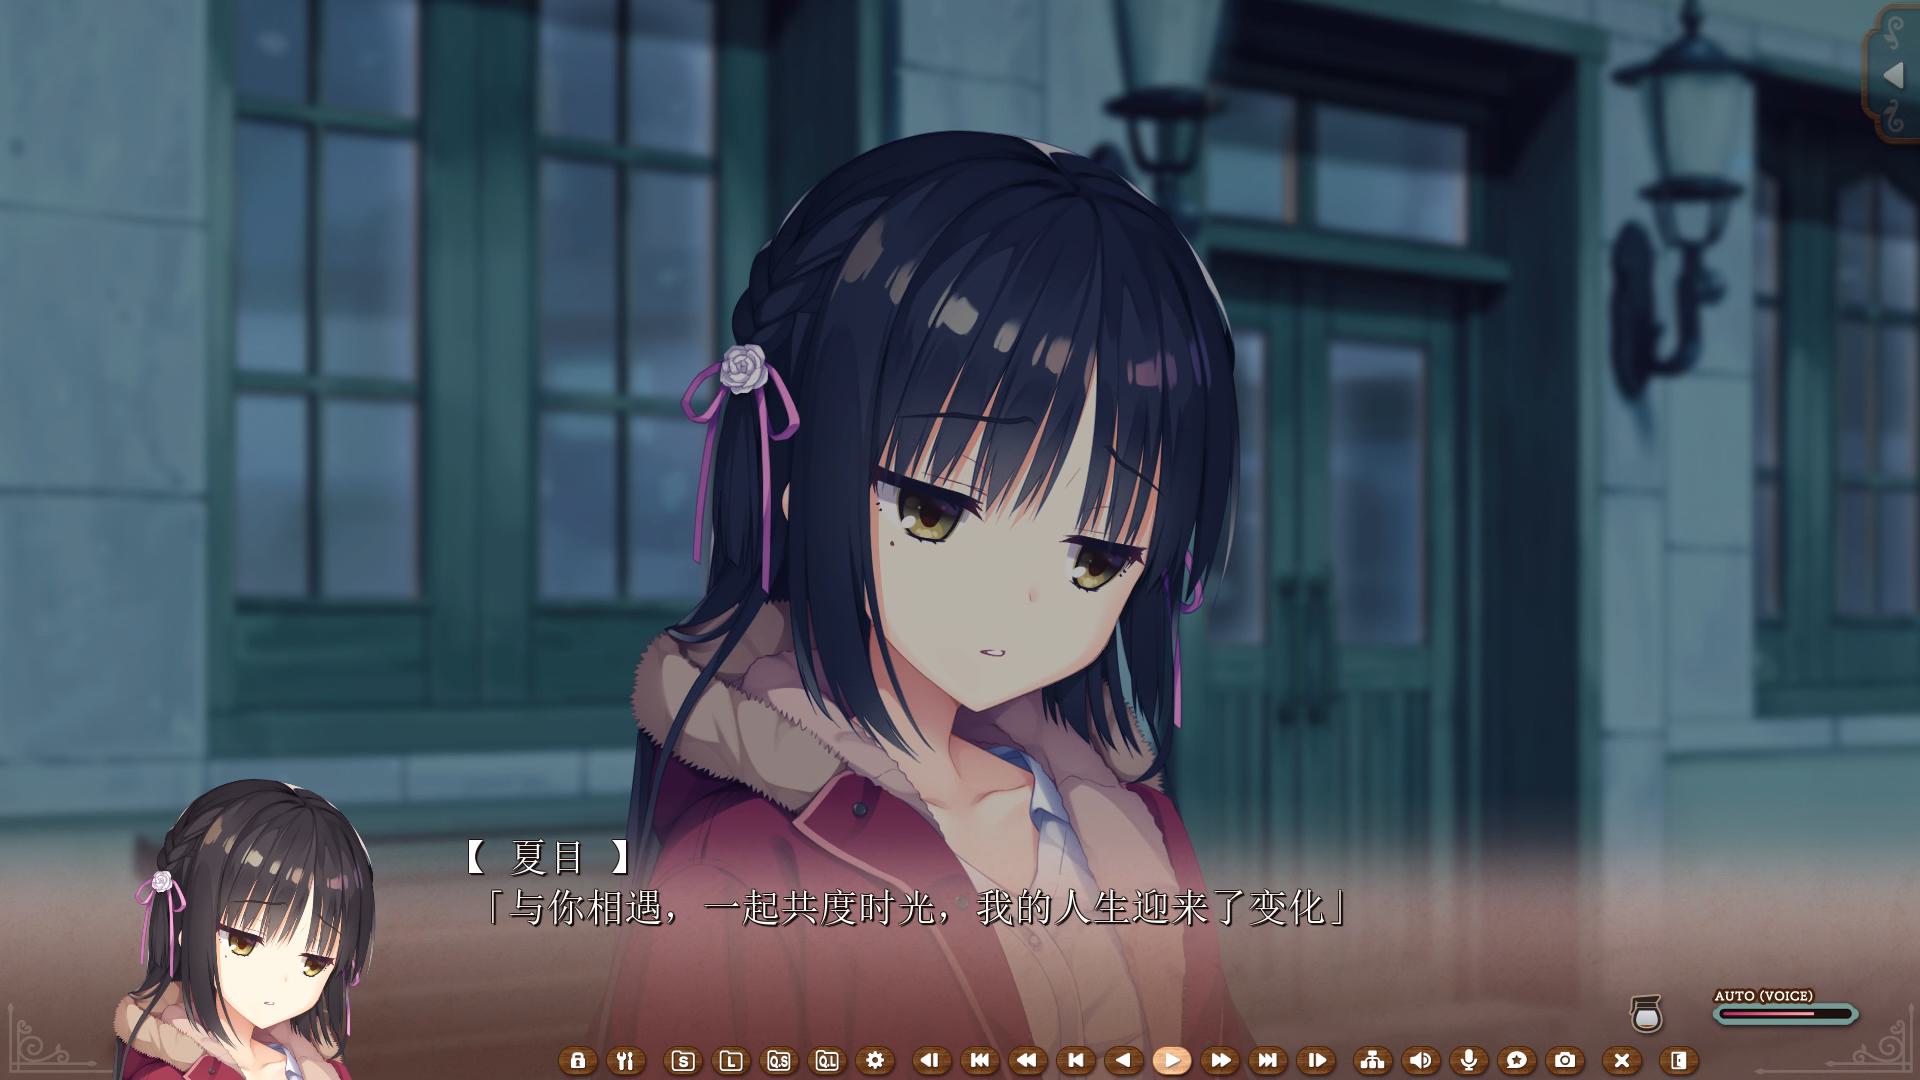 【 夏目 】
「与你相遇，一起共度时光，我的人生迎来了变化」
AUTO (VOICE)
S L Q.S Q.L